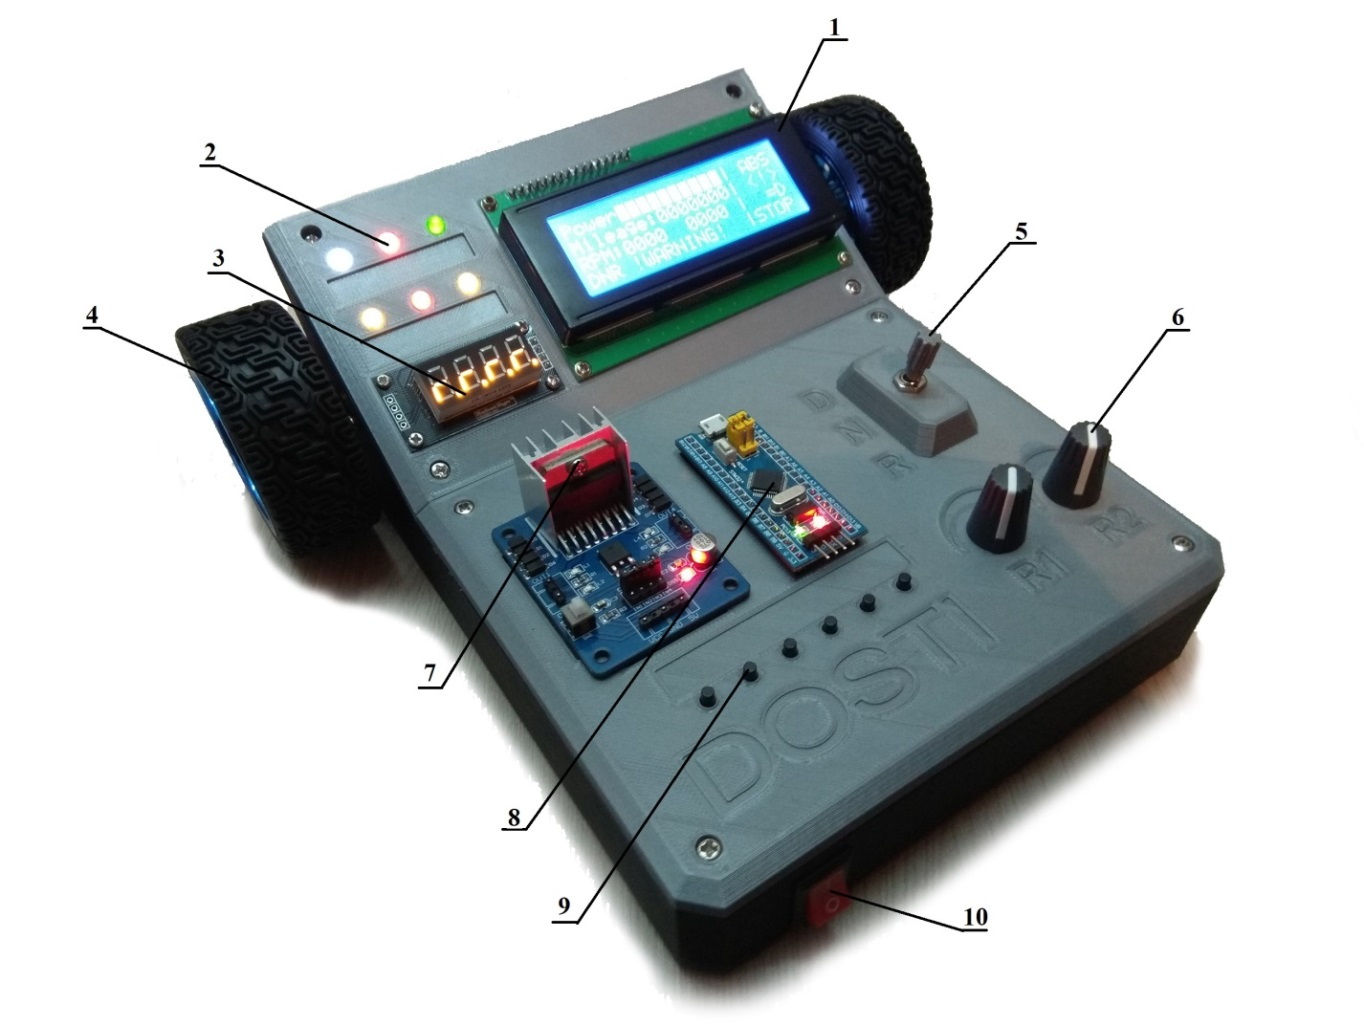 1
2
3
4
5
6
7
8
9
10
Power
Mileage:0000000
RPM:0000 0000
DNR !WARNING!
ABS
<!>
=D
STOP
D
N
R
R1
R2
DOSTI